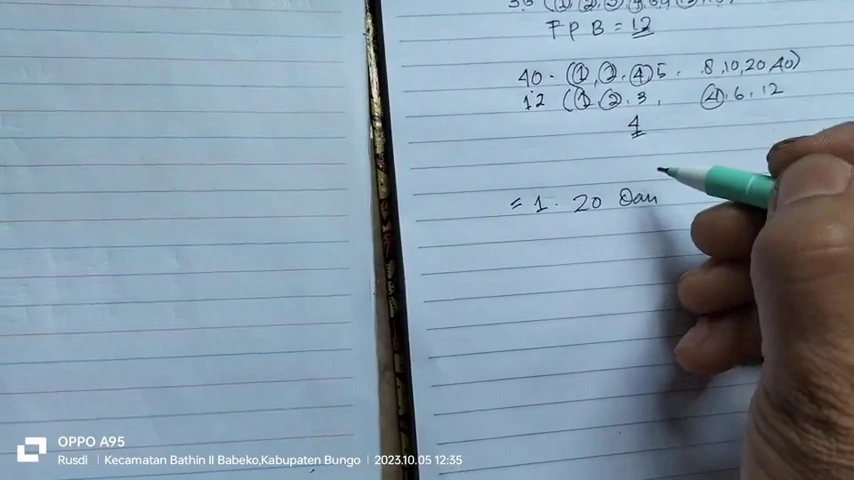 FPB = 12
40 - (1, 2, 4, 5, 8, 10, 20, 40)
12 (1, 2, 3, 4, 6, 12
4
= 1. 20 Dan
OPPO A95
Rusdi | Kecamatan Bathin II Babeko,Kabupaten Bungo | 2023.10.05 12:35